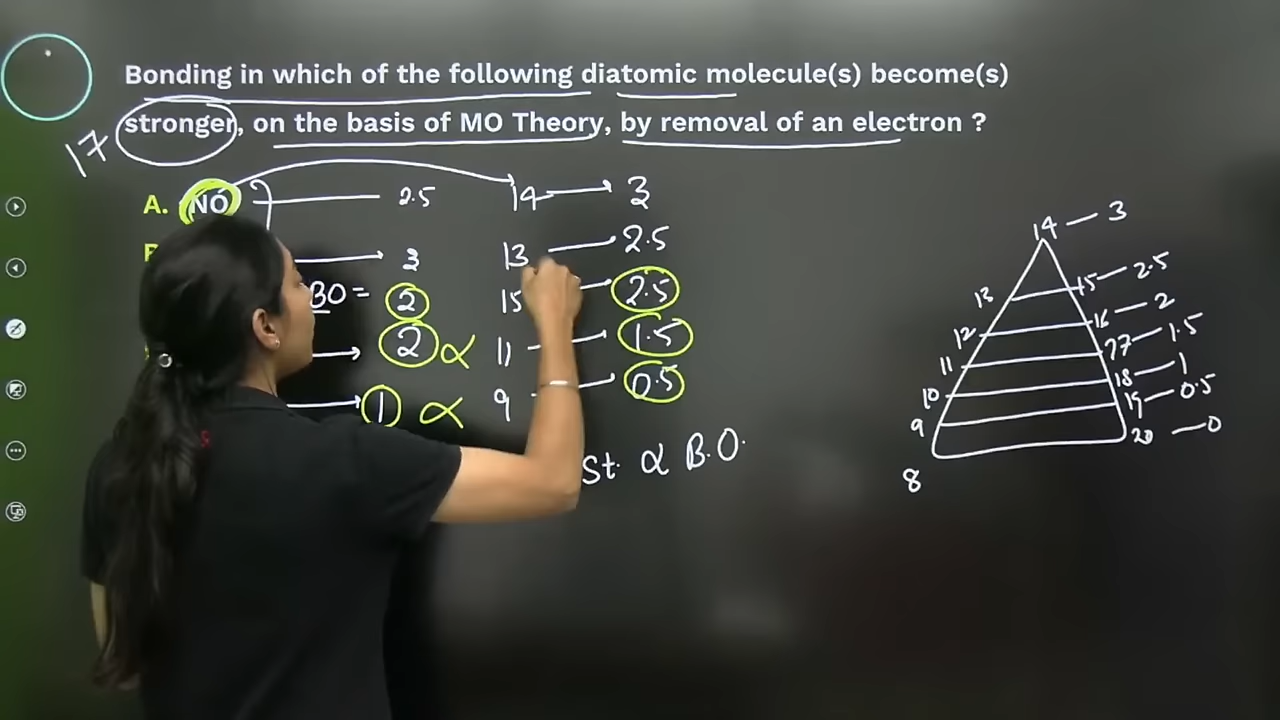 Bonding in which of the following diatomic molecule(s) become(s)
stronger, on the basis of MO Theory, by removal of an electron ?
17
A. NO 2.5 14 3
3 13 2.5
BO = 2 15 2.5
2 α 11 1.5
1 α 9 0.5
St. α B.O.
14 3
13 15 2.5
12 16 2
11 17 1.5
10 18 1
9 19 0.5
8 20 0